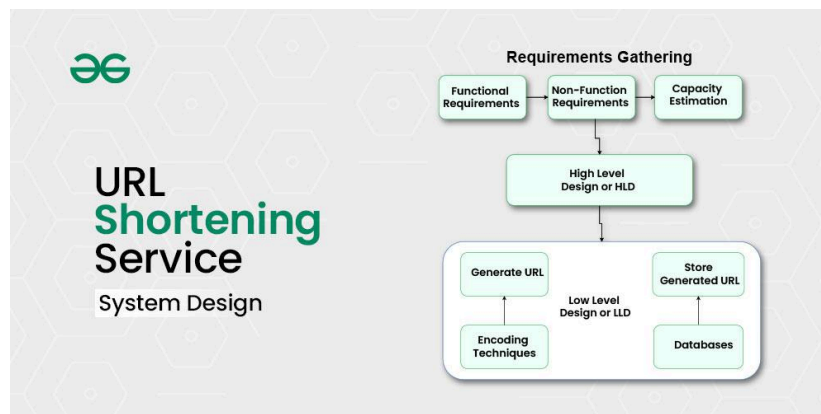 URL
Shortening
Service
System Design
Requirements Gathering
Functional
Requirements
Non-Function
Requirements
Capacity
Estimation
High Level
Design or HLD
Generate URL
Store
Generated URL
Low Level
Design or LLD
Encoding
Techniques
Databases